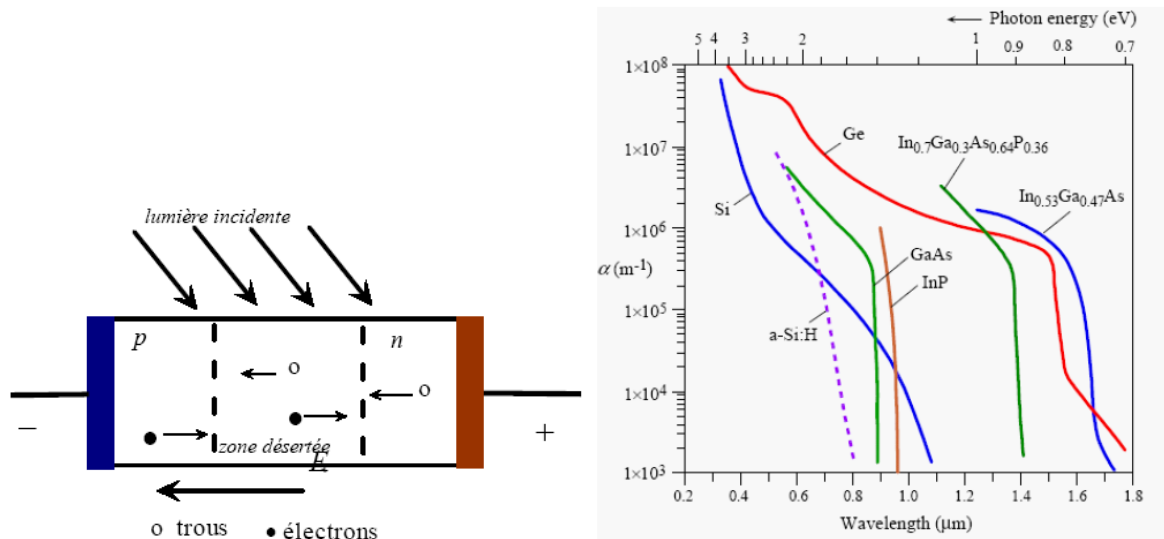 lumière incidente
p
n
o
o
−
+
zone désertée
E
o trous • électrons
← Photon energy (eV)
5 4 3 2 1 0.9 0.8 0.7
1×10⁸
1×10⁷
1×10⁶
α (m⁻¹)
1×10⁵
1×10⁴
1×10³
Ge
In₀.₇Ga₀.₃As₀.₆₄P₀.₃₆
Si
In₀.₅₃Ga₀.₄₇As
GaAs
InP
a-Si:H
0.2 0.4 0.6 0.8 1.0 1.2 1.4 1.6 1.8
Wavelength (μm)